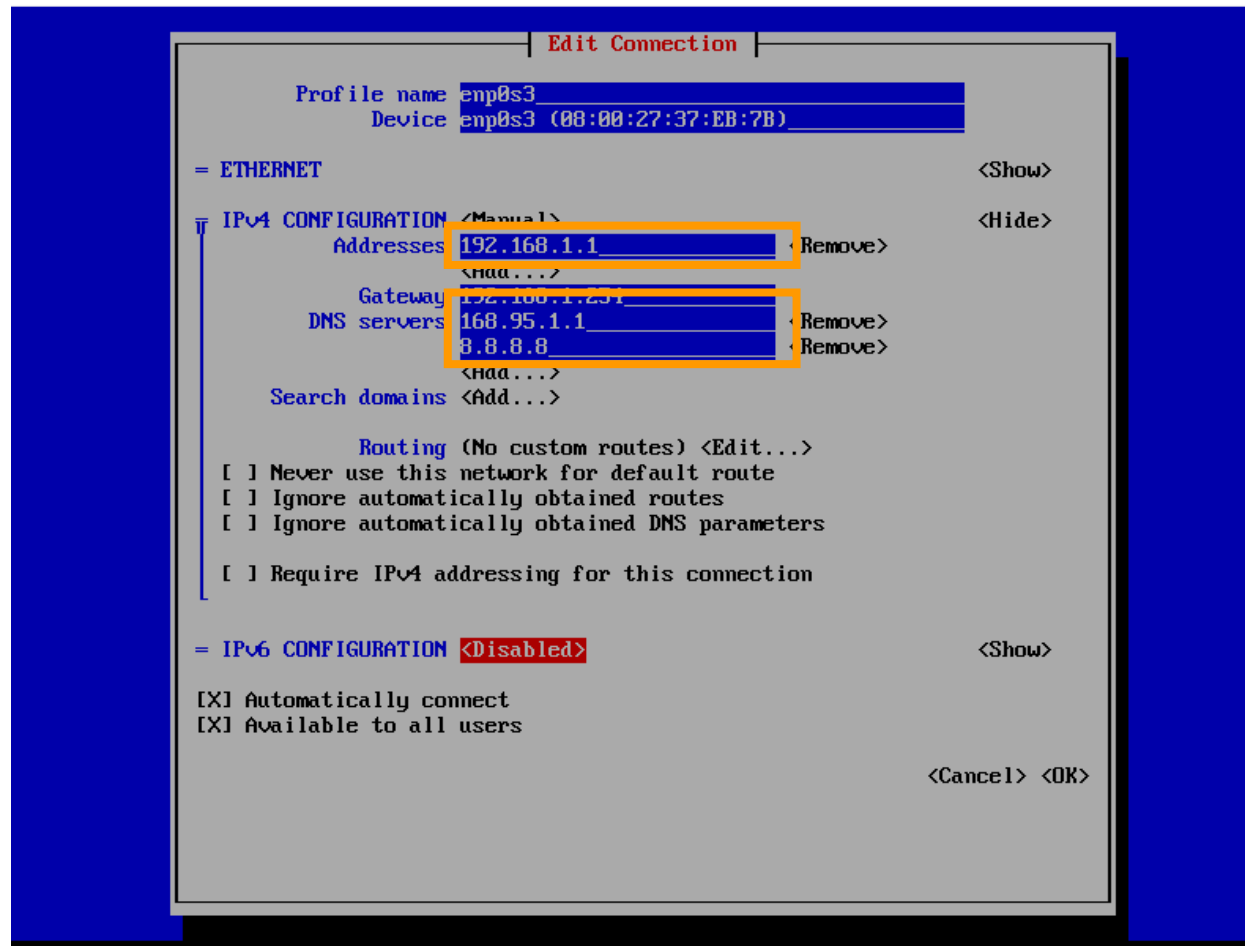 Edit Connection
Profile name enp0s3
Device enp0s3 (08:00:27:37:EB:7B)
= ETHERNET <Show>
IPv4 CONFIGURATION <Manual> <Hide>
Addresses 192.168.1.1 <Remove>
<Add...>
Gateway 192.168.1.254
DNS servers 168.95.1.1 <Remove>
8.8.8.8 <Remove>
<Add...>
Search domains <Add...>
Routing (No custom routes) <Edit...>
[ ] Never use this network for default route
[ ] Ignore automatically obtained routes
[ ] Ignore automatically obtained DNS parameters
[ ] Require IPv4 addressing for this connection
= IPv6 CONFIGURATION <Disabled> <Show>
[X] Automatically connect
[X] Available to all users
<Cancel> <OK>